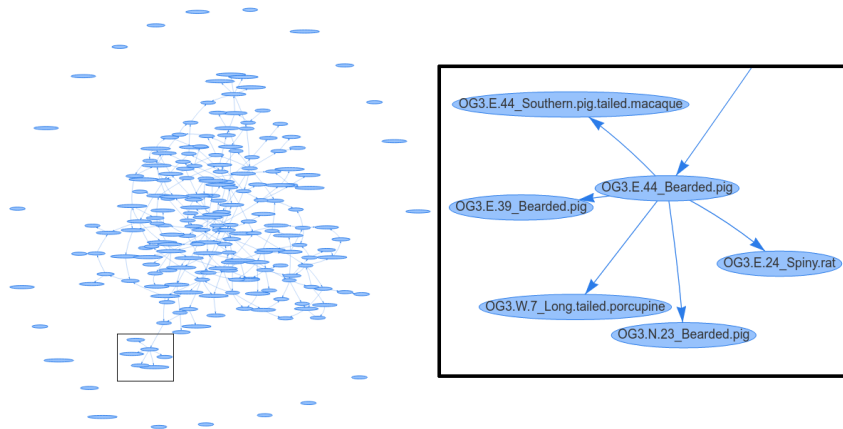 OG3.E.44_Southern.pig.tailed.macaque
OG3.E.44_Bearded.pig
OG3.E.39_Bearded.pig
OG3.E.24_Spiny.rat
OG3.W.7_Long.tailed.porcupine
OG3.N.23_Bearded.pig